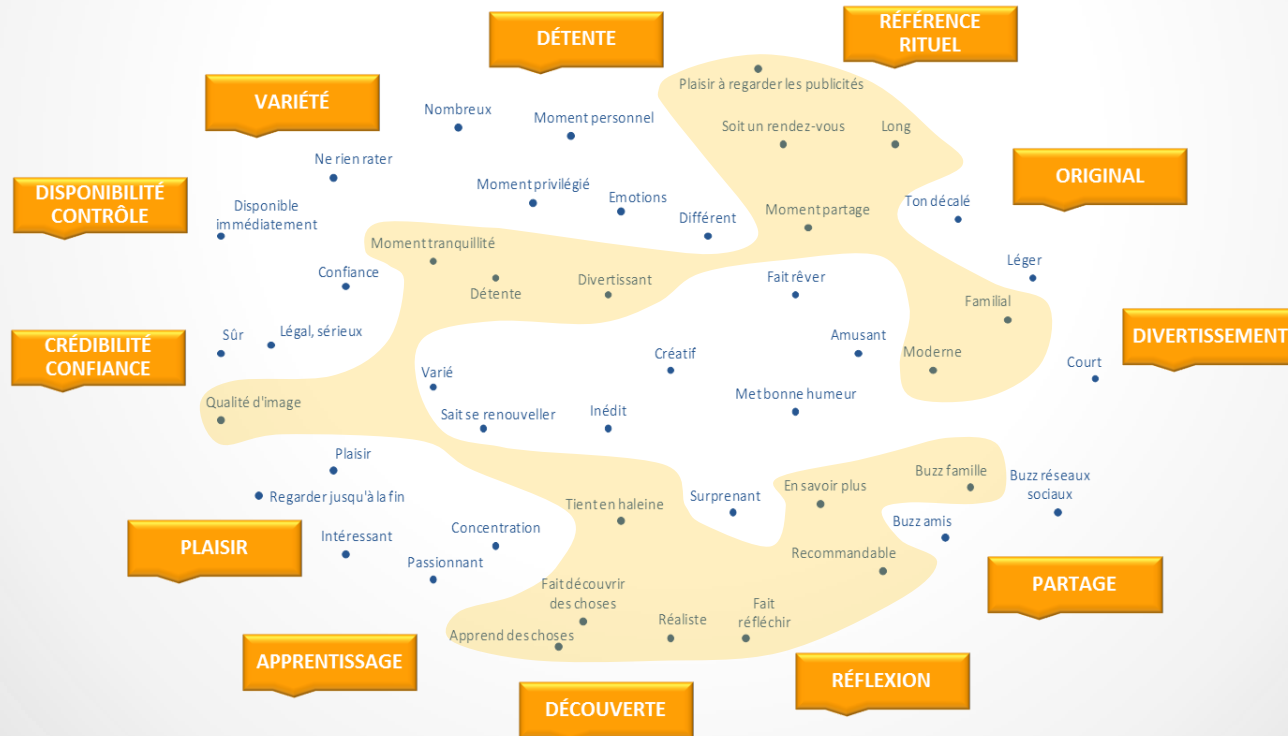 DÉTENTE
RÉFÉRENCE
RITUEL
VARIÉTÉ
Plaisir à regarder les publicités
Nombreux
Moment personnel
Soit un rendez-vous
Long
Ne rien rater
ORIGINAL
DISPONIBILITÉ
CONTRÔLE
Moment privilégié
Emotions
Disponible
immédiatement
Différent
Moment partage
Ton décalé
Moment tranquillité
Confiance
Détente
Divertissant
Fait rêver
Léger
Familial
Sûr
Légal, sérieux
CRÉDIBILITÉ
CONFIANCE
DIVERTISSEMENT
Amusant
Créatif
Moderne
Court
Varié
Met bonne humeur
Qualité d'image
Sait se renouveller
Inédit
Plaisir
Buzz famille
Buzz réseaux
sociaux
Regarder jusqu'à la fin
Tient en haleine
Surprenant
En savoir plus
Buzz amis
PLAISIR
Intéressant
Concentration
Passionnant
Recommandable
PARTAGE
Fait découvrir
des choses
Apprend des choses
Réaliste
Fait
réfléchir
APPRENTISSAGE
RÉFLEXION
DÉCOUVERTE